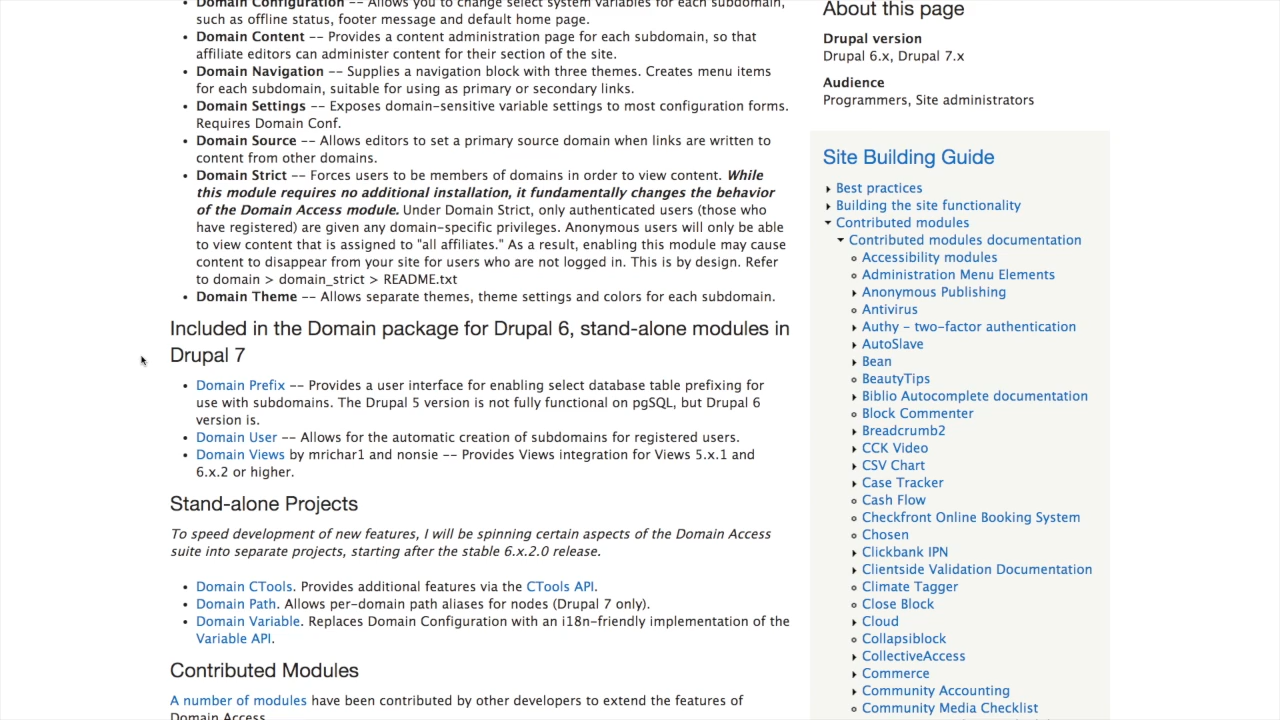 Domain Configuration -- Allows you to change select system variables for each subdomain,
such as offline status, footer message and default home page.
Domain Content -- Provides a content administration page for each subdomain, so that
affiliate editors can administer content for their section of the site.
Domain Navigation -- Supplies a navigation block with three themes. Creates menu items
for each subdomain, suitable for using as primary or secondary links.
Domain Settings -- Exposes domain-sensitive variable settings to most configuration forms.
Requires Domain Conf.
Domain Source -- Allows editors to set a primary source domain when links are written to
content from other domains.
Domain Strict -- Forces users to be members of domains in order to view content. While
this module requires no additional installation, it fundamentally changes the behavior
of the Domain Access module. Under Domain Strict, only authenticated users (those who
have registered) are given any domain-specific privileges. Anonymous users will only be able
to view content that is assigned to "all affiliates." As a result, enabling this module may cause
content to disappear from your site for users who are not logged in. This is by design. Refer
to domain > domain_strict > README.txt
Domain Theme -- Allows separate themes, theme settings and colors for each subdomain.
Included in the Domain package for Drupal 6, stand-alone modules in
Drupal 7
Domain Prefix -- Provides a user interface for enabling select database table prefixing for
use with subdomains. The Drupal 5 version is not fully functional on pgSQL, but Drupal 6
version is.
Domain User -- Allows for the automatic creation of subdomains for registered users.
Domain Views by mrichar1 and nonsie -- Provides Views integration for Views 5.x.1 and
6.x.2 or higher.
Stand-alone Projects
To speed development of new features, I will be spinning certain aspects of the Domain Access
suite into separate projects, starting after the stable 6.x.2.0 release.
Domain CTools. Provides additional features via the CTools API.
Domain Path. Allows per-domain path aliases for nodes (Drupal 7 only).
Domain Variable. Replaces Domain Configuration with an i18n-friendly implementation of the
Variable API.
Contributed Modules
A number of modules have been contributed by other developers to extend the features of
Domain Access
About this page
Drupal version
Drupal 6.x, Drupal 7.x
Audience
Programmers, Site administrators
Site Building Guide
Best practices
Building the site functionality
Contributed modules
Contributed modules documentation
Accessibility modules
Administration Menu Elements
Anonymous Publishing
Antivirus
Authy - two-factor authentication
AutoSlave
Bean
BeautyTips
Biblio Autocomplete documentation
Block Commenter
Breadcrumb2
CCK Video
CSV Chart
Case Tracker
Cash Flow
Checkfront Online Booking System
Chosen
Clickbank IPN
Clientside Validation Documentation
Climate Tagger
Close Block
Cloud
Collapsiblock
CollectiveAccess
Commerce
Community Accounting
Community Media Checklist